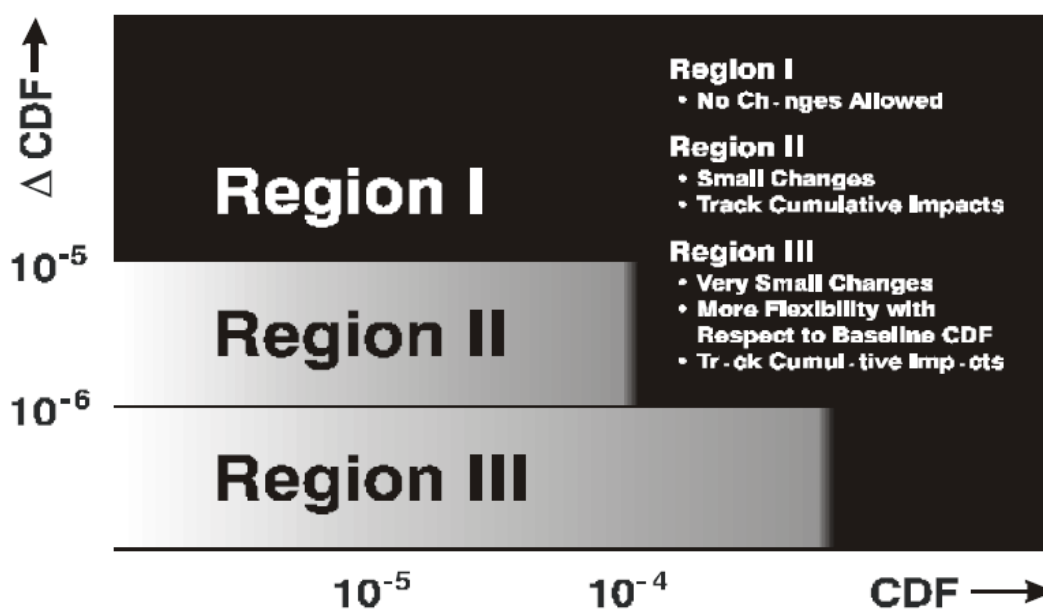 Δ CDF →
Region I
• No Ch-nges Allowed
Region II
• Small Changes
• Track Cumulative Impacts
Region III
• Very Small Changes
• More Flexibility with
Respect to Baseline CDF
• Tr-ck Cumul-tive Imp-cts
Region I
10⁻⁵
Region II
10⁻⁶
Region III
10⁻⁵
10⁻⁴
CDF →